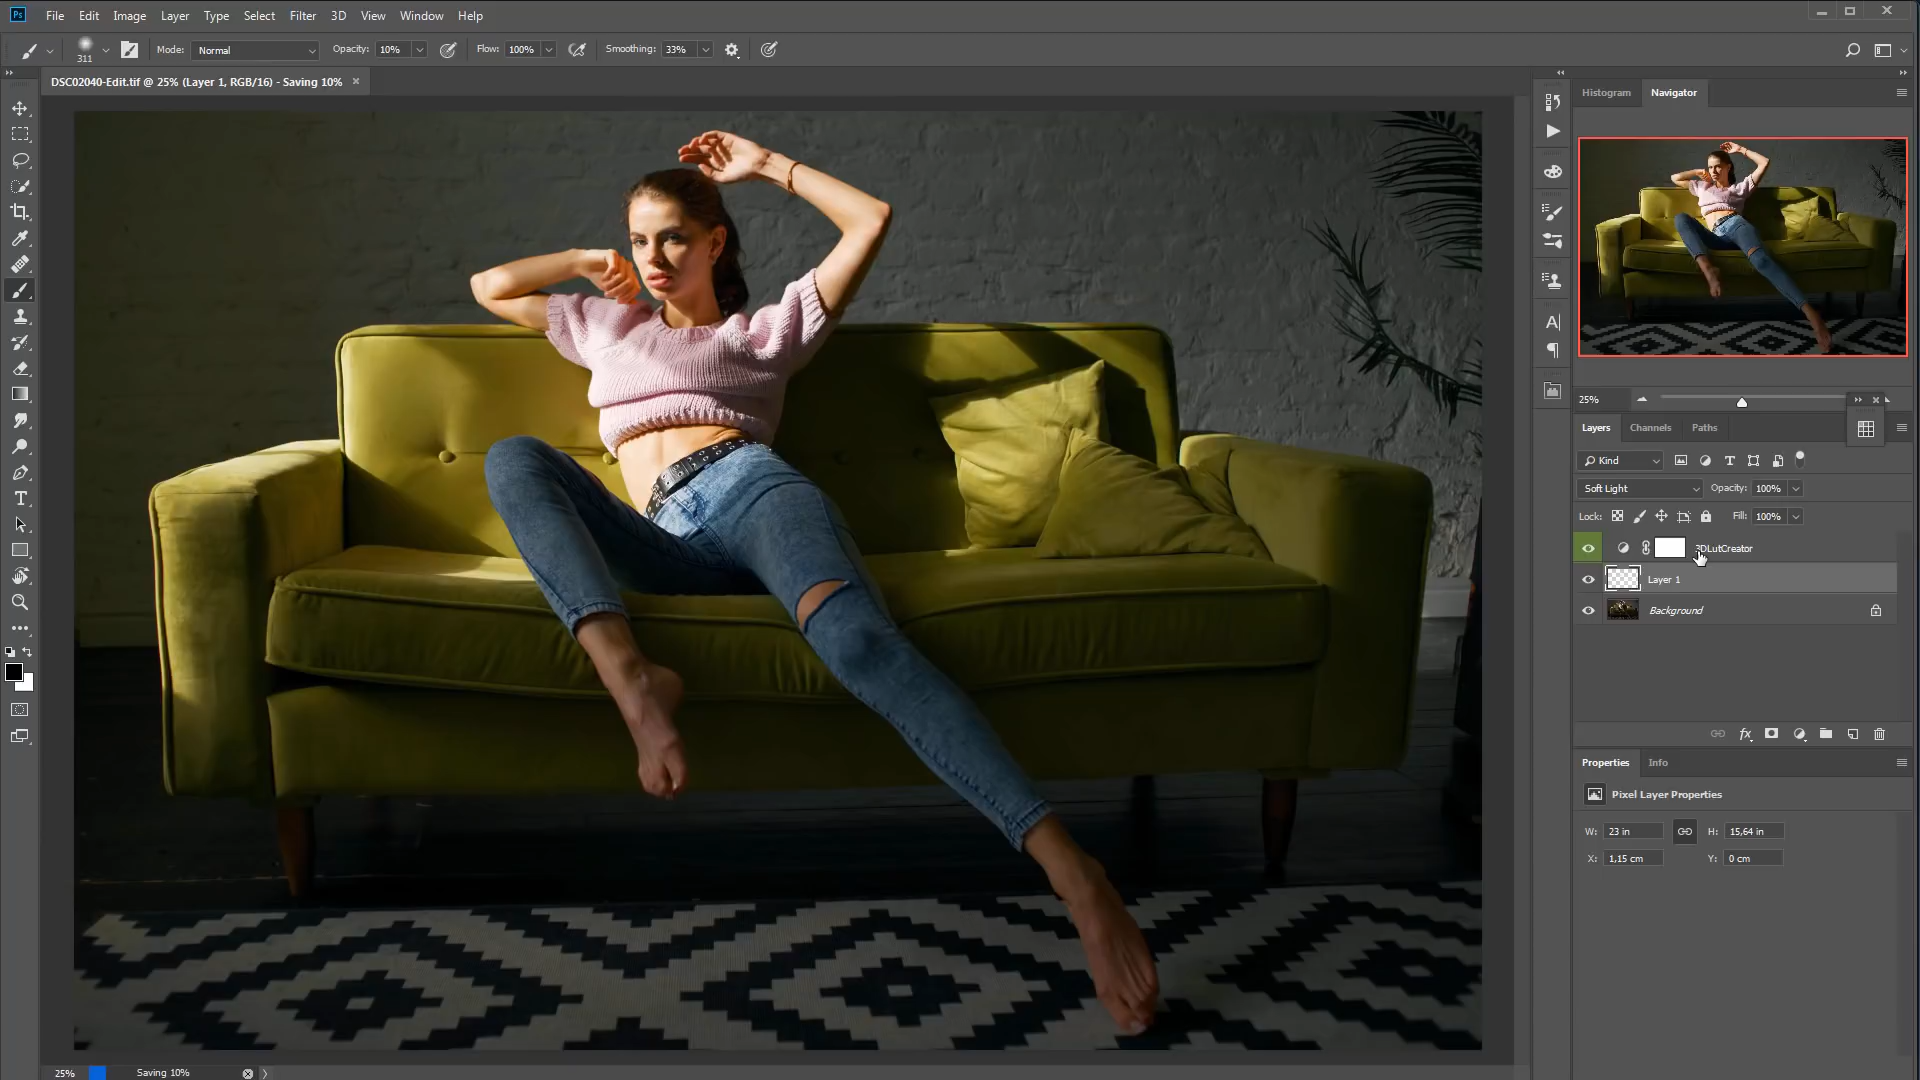 Ps File Edit Image Layer Type Select Filter 3D View Window Help
311 Mode: Normal Opacity: 10% Flow: 100% Smoothing: 33%
DSC02040-Edit.tif @ 25% (Layer 1, RGB/16) - Saving 10% ×
Histogram Navigator
25%
Layers Channels Paths
Kind
Soft Light Opacity: 100%
Lock: Fill: 100%
3DLutCreator
Layer 1
Background
fx
Properties Info
Pixel Layer Properties
W: 23 in H: 15,64 in
X: 1,15 cm Y: 0 cm
25% Saving 10%